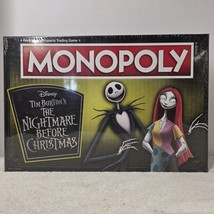 MONOPOLY
Disney
TIM BURTON'S
THE
NIGHTMARE
BEFORE
CHRISTMAS